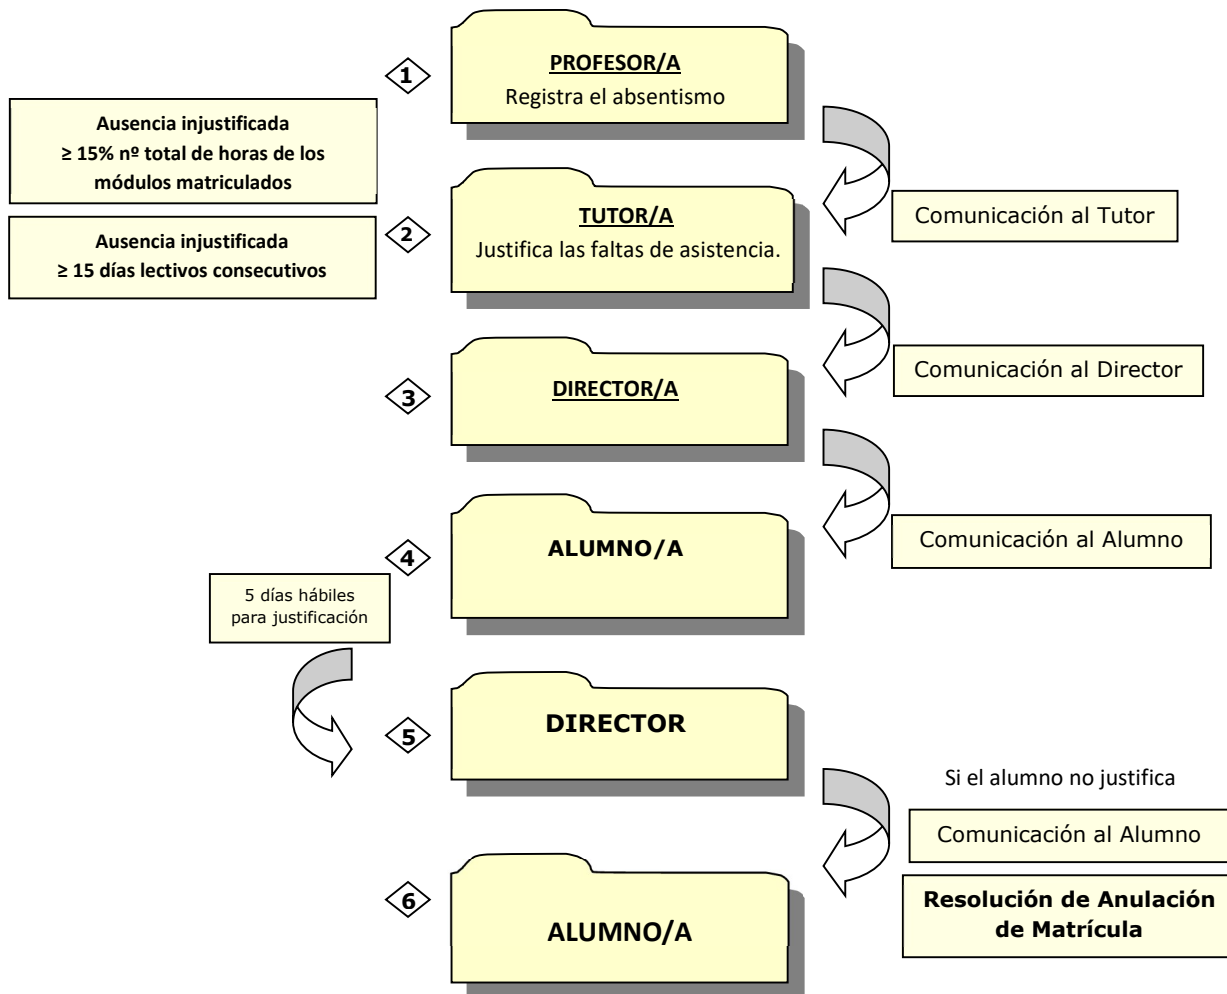 1
PROFESOR/A
Registra el absentismo
Ausencia injustificada
≥ 15% nº total de horas de los
módulos matriculados
Comunicación al Tutor
2
TUTOR/A
Justifica las faltas de asistencia.
Ausencia injustificada
≥ 15 días lectivos consecutivos
Comunicación al Director
3
DIRECTOR/A
Comunicación al Alumno
4
ALUMNO/A
5 días hábiles
para justificación
5
DIRECTOR
Si el alumno no justifica
Comunicación al Alumno
Resolución de Anulación
de Matrícula
6
ALUMNO/A